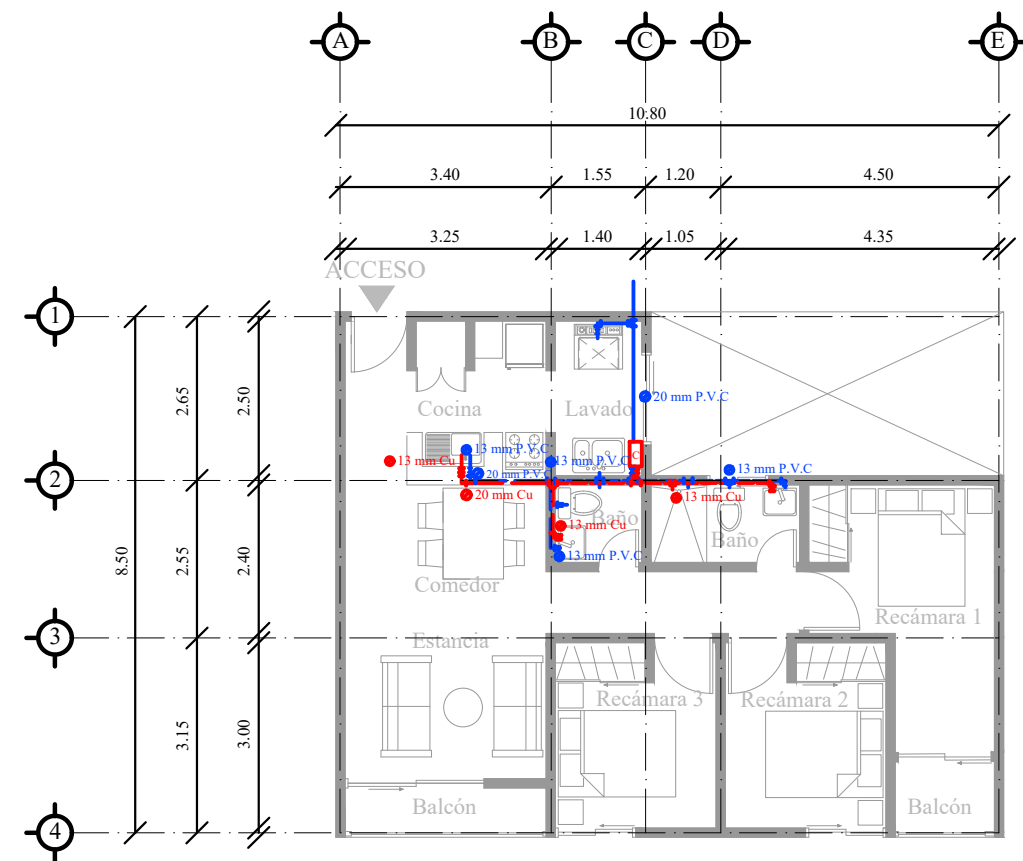 A
B
C
D
E
10.80
3.40
1.55
1.20
4.50
3.25
1.40
1.05
4.35
ACCESO
1
2.65
2.50
20 mm P.V.C
Cocina
Lavado
13 mm P.V.C
13 mm P.V.C
C
13 mm Cu
13 mm P.V.C
20 mm P.V.
2
20 mm Cu
13 mm Cu
Baño
13 mm Cu
Baño
13 mm P.V.C
8.50
2.55
2.40
Comedor
Recámara 1
3
Estancia
Recámara 3
Recámara 2
3.15
3.00
Balcón
Balcón
4